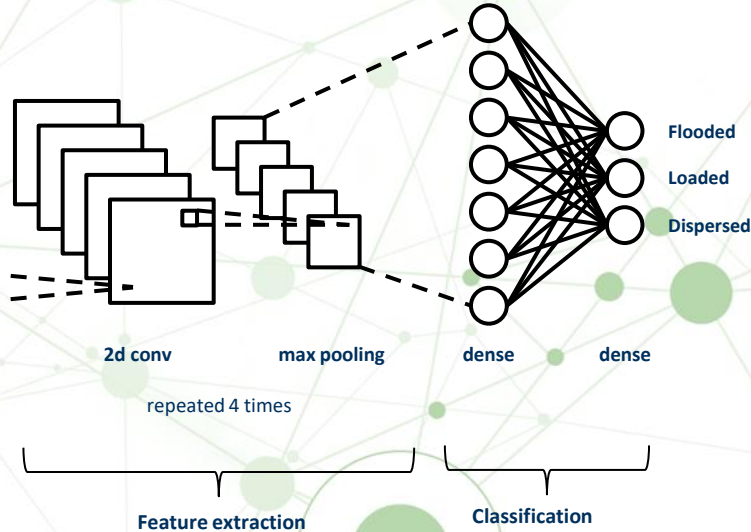 Flooded
Loaded
Dispersed
2d conv
max pooling
dense
dense
repeated 4 times
Feature extraction
Classification